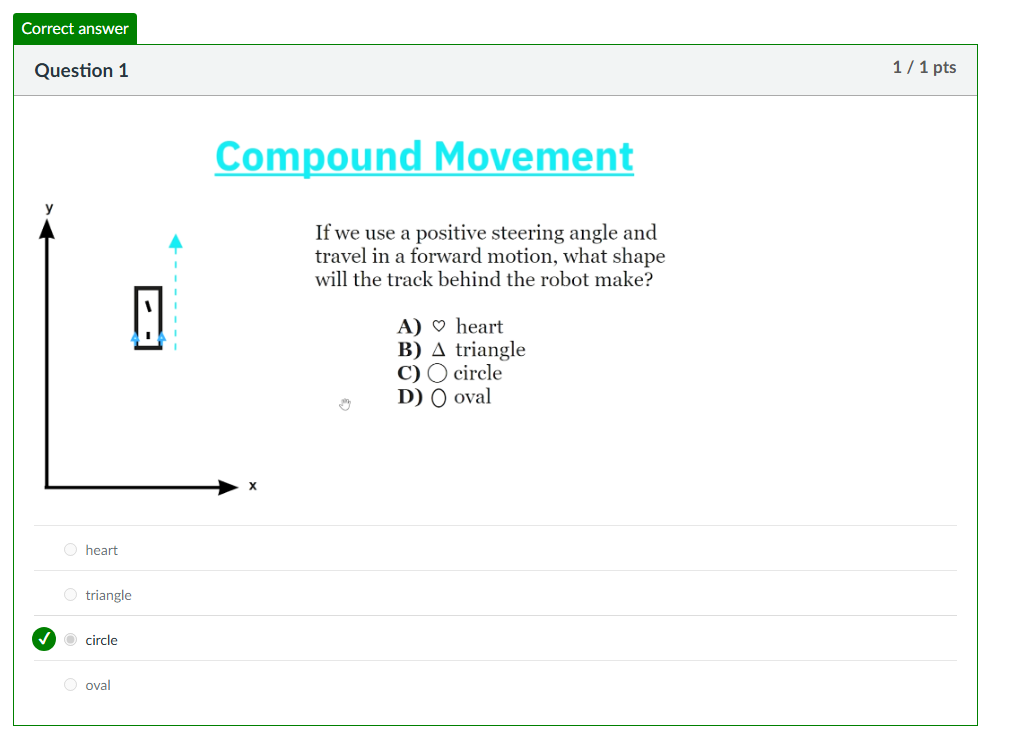 Correct answer
Question 1
1 / 1 pts
Compound Movement
y
If we use a positive steering angle and
travel in a forward motion, what shape
will the track behind the robot make?
A) ♡ heart
B) Δ triangle
C) ◯ circle
D) O oval
x
heart
triangle
circle
oval